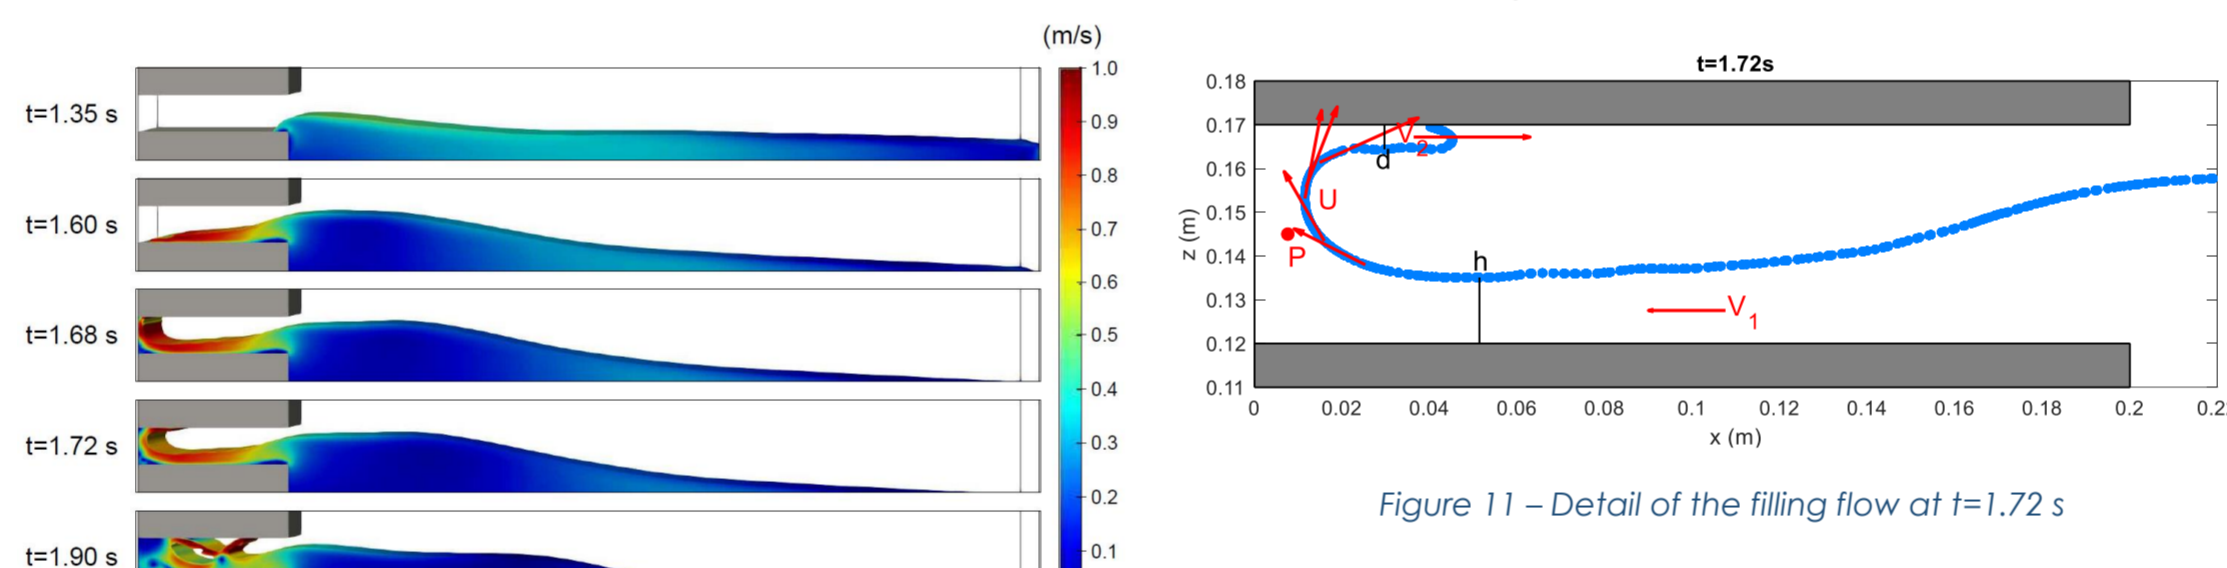 (m/s)
t=1.35 s
t=1.60 s
t=1.68 s
t=1.72 s
t=1.90 s
1.0
0.9
0.8
0.7
0.6
0.5
0.4
0.3
0.2
0.1
t=1.72s
0.18
0.17
0.16
0.15
0.14
0.13
0.12
0.11
z (m)
V2
d
U
P
h
V1
0 0.02 0.04 0.06 0.08 0.1 0.12 0.14 0.16 0.18 0.2
x (m)
Figure 11 – Detail of the filling flow at t=1.72 s